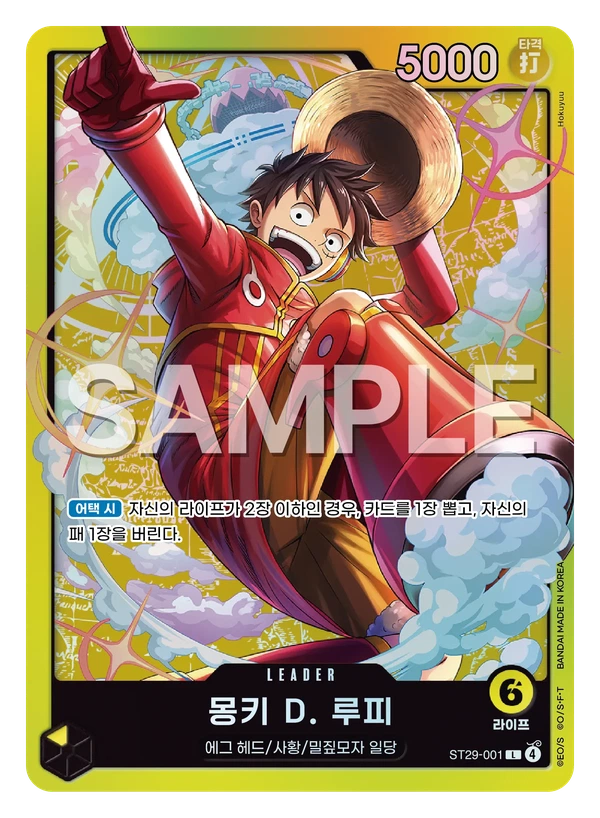 5000
타격
打
Hokuyuu
SAMPLE
어택 시 자신의 라이프가 2장 이하인 경우, 카드를 1장 뽑고, 자신의
패 1장을 버린다.
LEADER
몽키 D. 루피
에그 헤드/사황/밀짚모자 일당
6
라이프
ST29-001 L 4
©E.O/S ©O/S·F·T BANDAI MADE IN KOREA